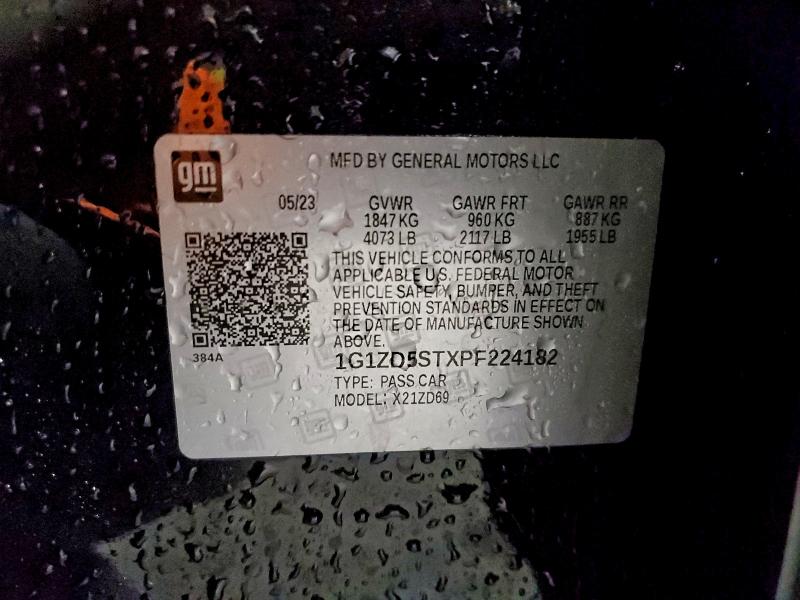 gm
MFD BY GENERAL MOTORS LLC
05/23 GVWR GAWR FRT GAWR RR
1847 KG 960 KG 887 KG
4073 LB 2117 LB 1955 LB
THIS VEHICLE CONFORMS TO ALL
APPLICABLE U.S. FEDERAL MOTOR
VEHICLE SAFETY, BUMPER, AND THEFT
PREVENTION STANDARDS IN EFFECT ON
THE DATE OF MANUFACTURE SHOWN
ABOVE.
384A
1G1ZD5STXPF224182
TYPE: PASS CAR
MODEL: X21ZD69